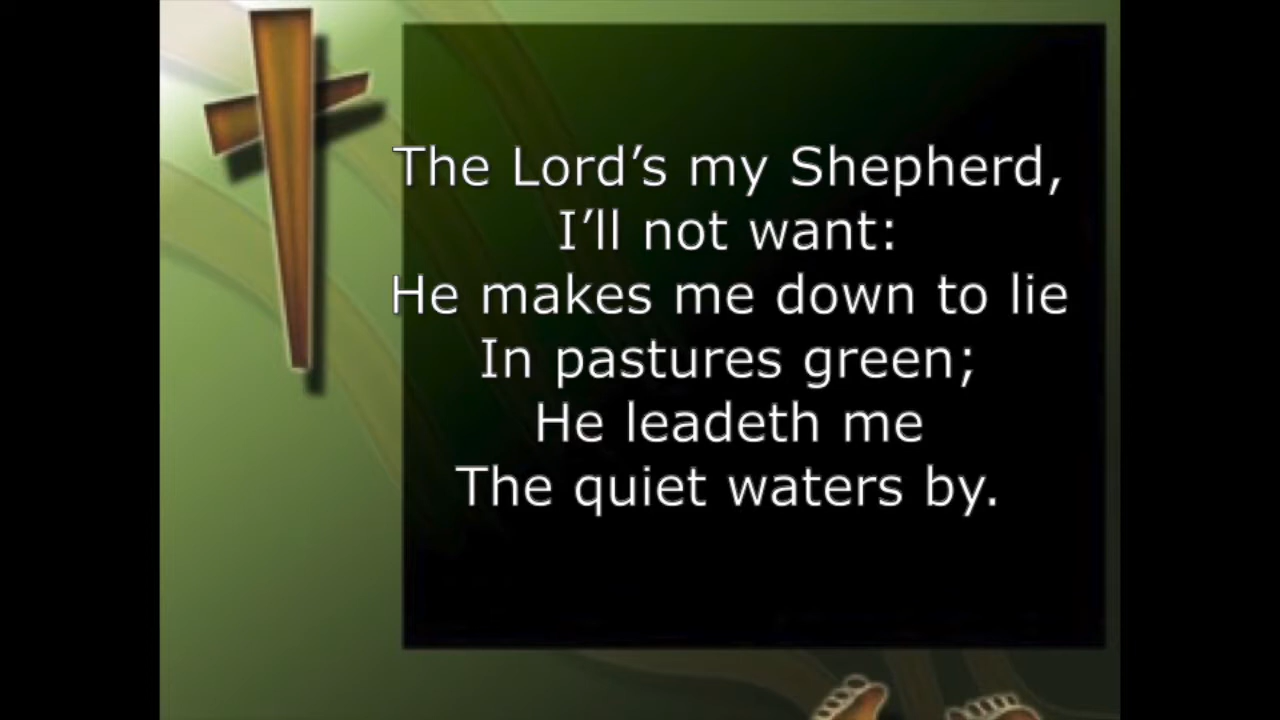 The Lord’s my Shepherd,
I’ll not want:
He makes me down to lie
In pastures green;
He leadeth me
The quiet waters by.